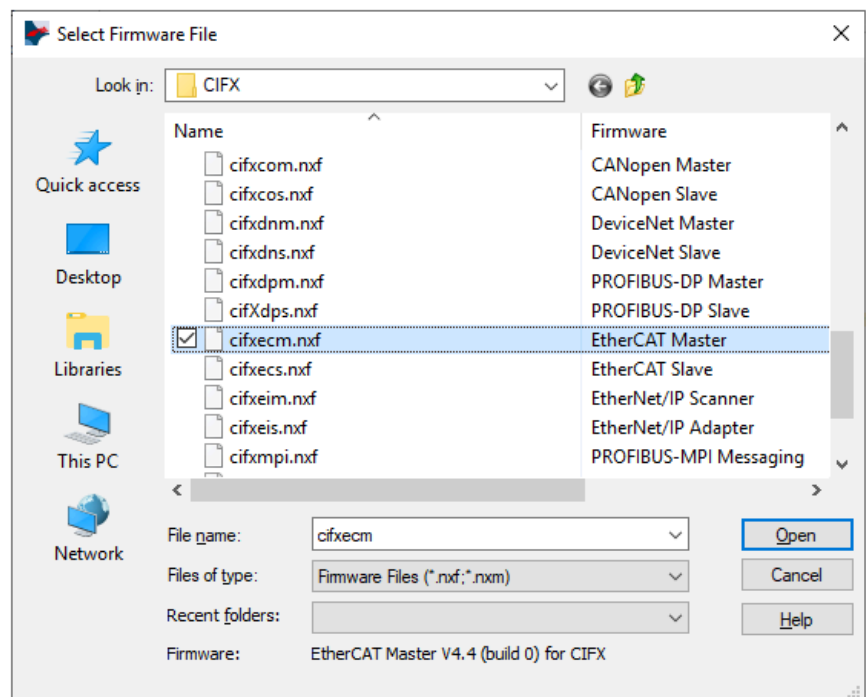 Select Firmware File
Look in: CIFX
Name Firmware
cifxcom.nxf CANopen Master
cifxcos.nxf CANopen Slave
cifxdnm.nxf DeviceNet Master
cifxdns.nxf DeviceNet Slave
cifxdpm.nxf PROFIBUS-DP Master
cifXdps.nxf PROFIBUS-DP Slave
cifxecm.nxf EtherCAT Master
cifxecs.nxf EtherCAT Slave
cifxeim.nxf EtherNet/IP Scanner
cifxeis.nxf EtherNet/IP Adapter
cifxmpi.nxf PROFIBUS-MPI Messaging
Quick access
Desktop
Libraries
This PC
Network
File name: cifxecm Open
Files of type: Firmware Files (*.nxf;*.nxm) Cancel
Recent folders: Help
Firmware: EtherCAT Master V4.4 (build 0) for CIFX